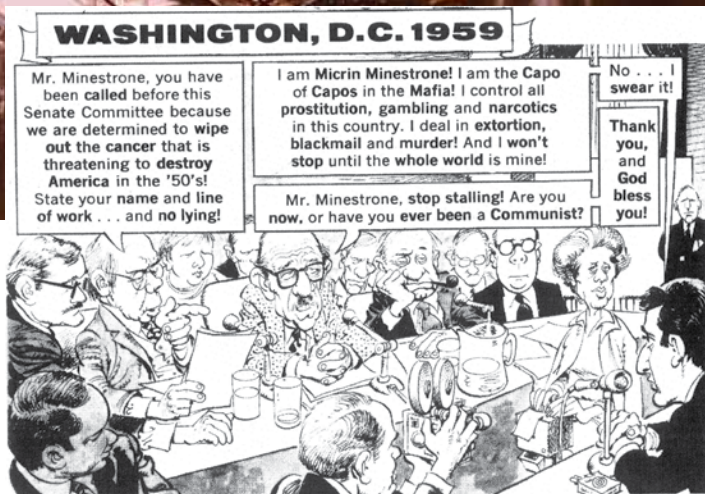 WASHINGTON, D.C. 1959
Mr. Minestrone, you have
been called before this
Senate Committee because
we are determined to wipe
out the cancer that is
threatening to destroy
America in the '50's!
State your name and line
of work . . . and no lying!
I am Micrin Minestrone! I am the Capo
of Capos in the Mafia! I control all
prostitution, gambling and narcotics
in this country. I deal in extortion,
blackmail and murder! And I won't
stop until the whole world is mine!
Mr. Minestrone, stop stalling! Are you
now, or have you ever been a Communist?
No . . . I
swear it!
Thank
you,
and
God
bless
you!